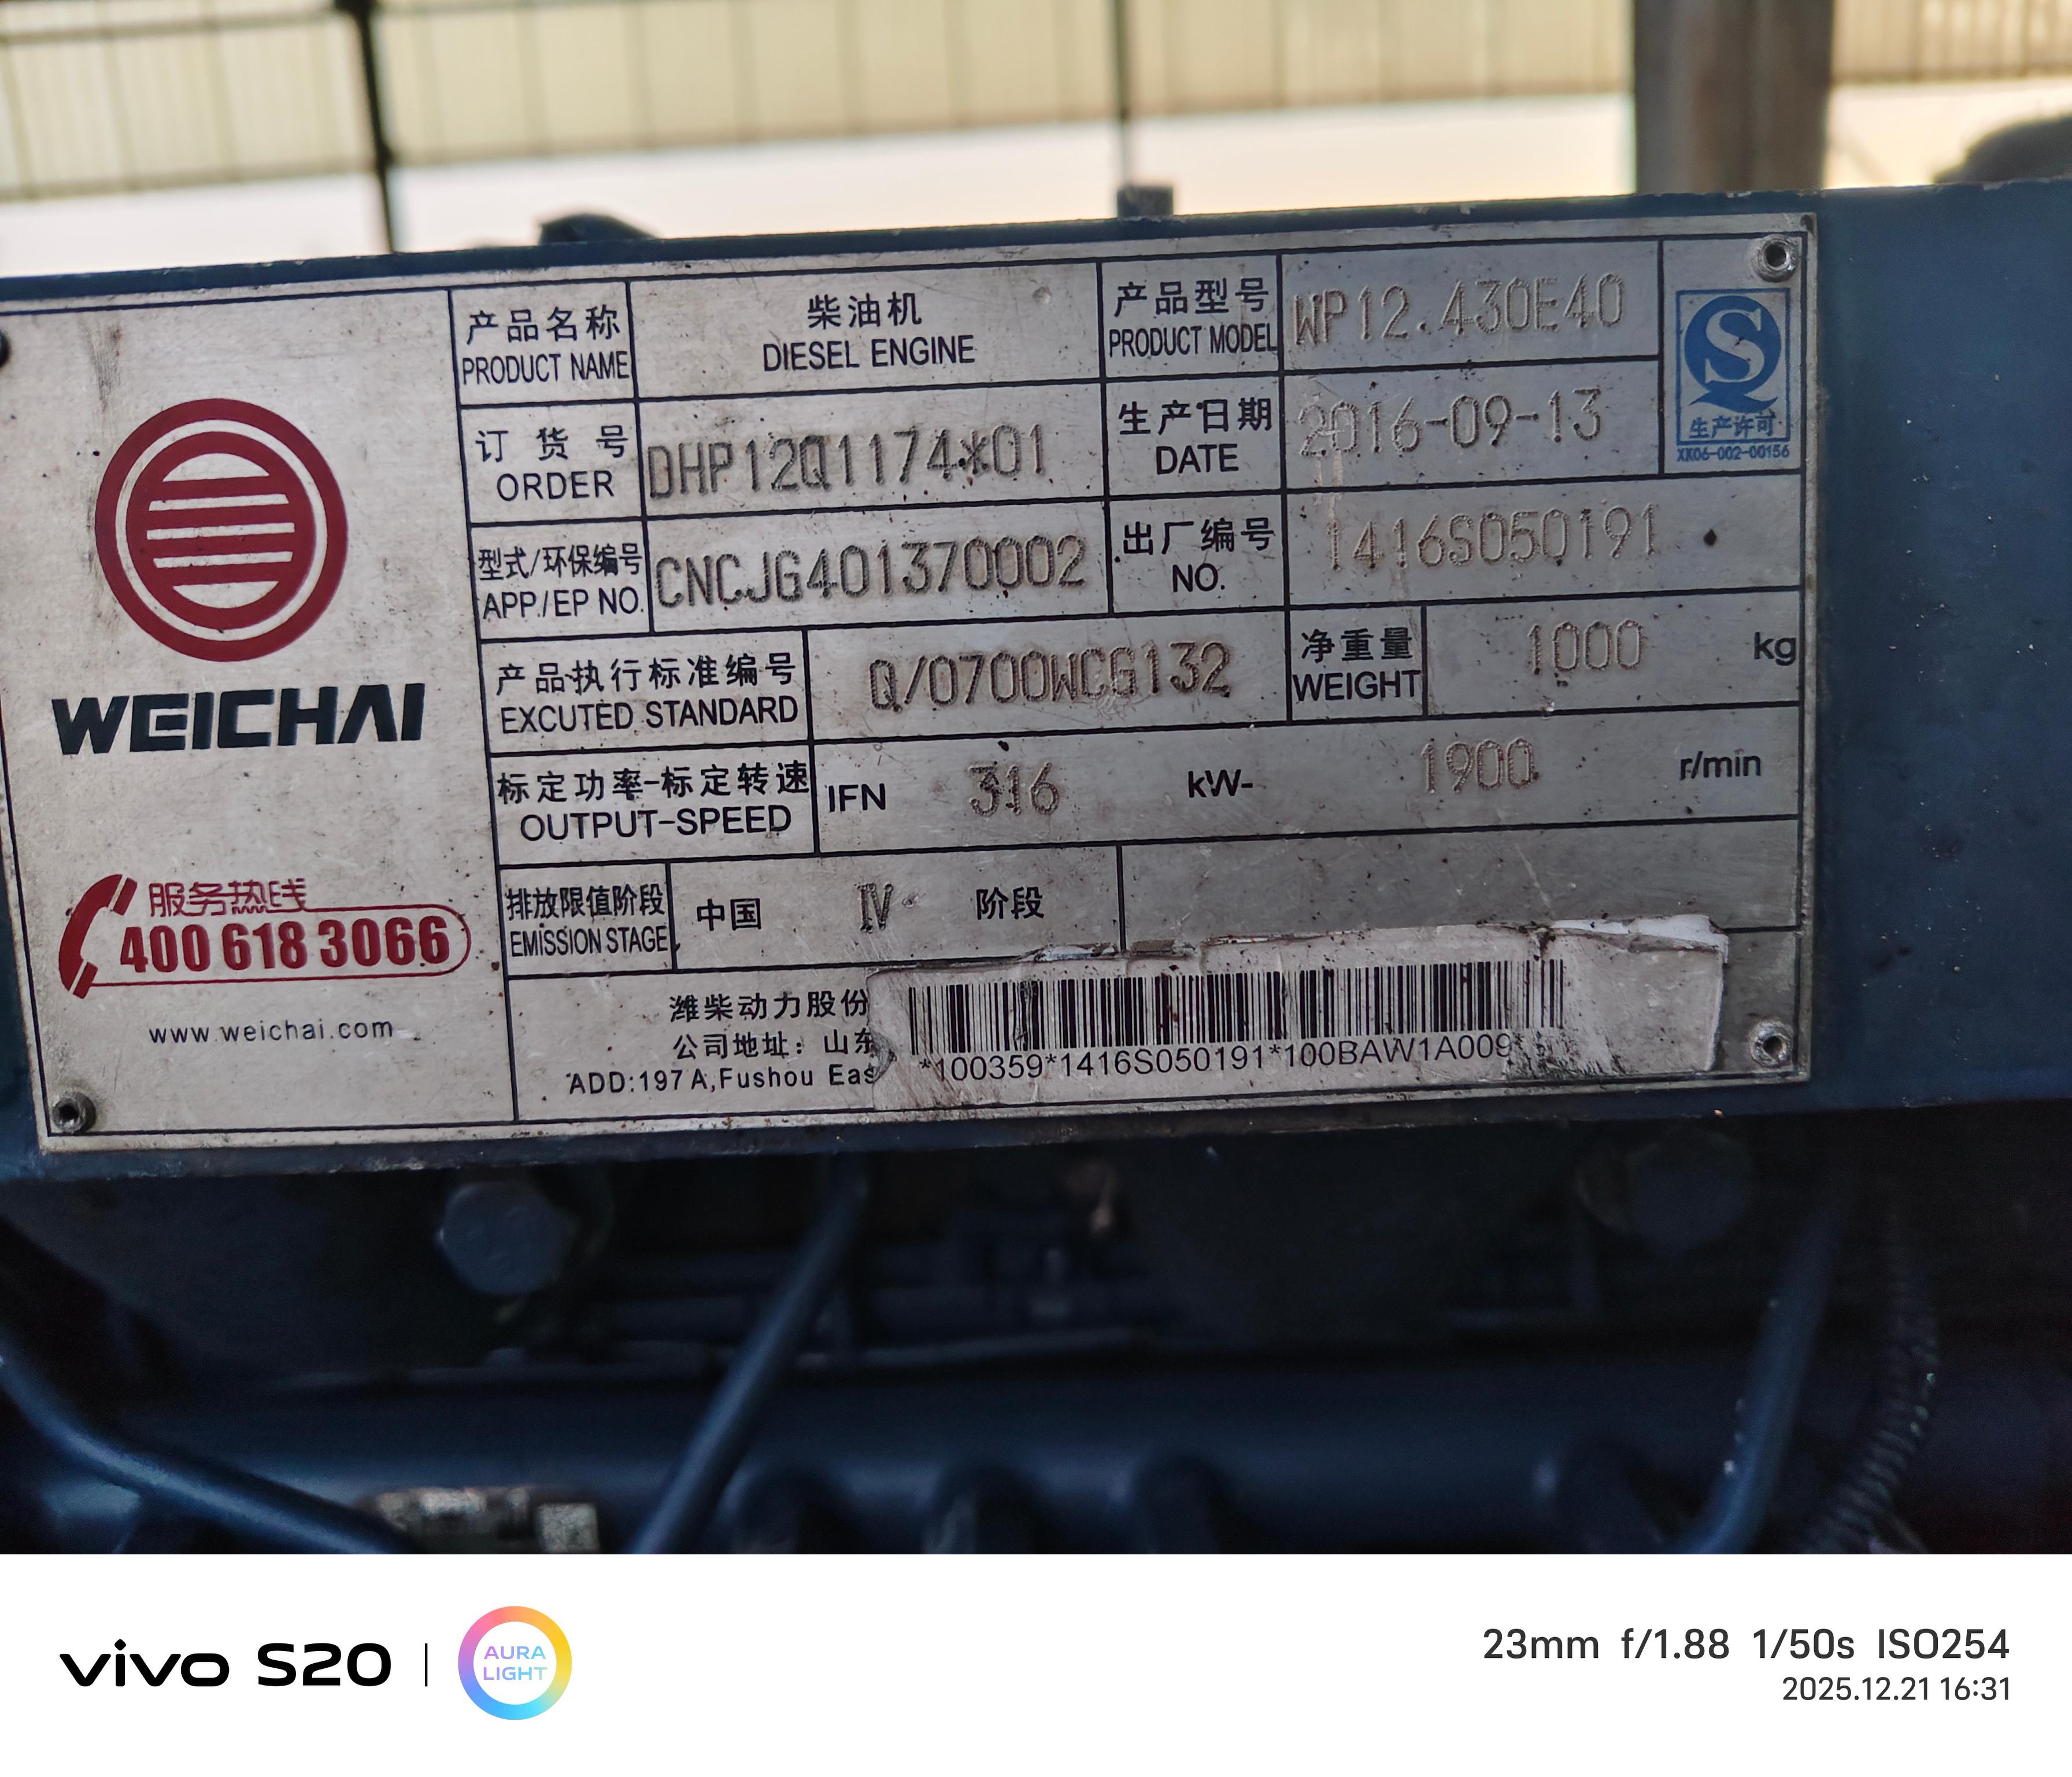 产品名称
PRODUCT NAME
柴油机
DIESEL ENGINE
产品型号
PRODUCT MODEL
WP12.430E40
订货号
ORDER
DHP12Q1174*01
生产日期
DATE
2016-09-13
生产许可
XK06-002-00156
型式/环保编号
APP./EP NO.
CNCJG401370002
出厂编号
NO.
1416S050191
产品执行标准编号
EXCUTED STANDARD
Q/0700WCG132
净重量
WEIGHT
1000 kg
标定功率-标定转速
OUTPUT-SPEED
IFN 316 kW- 1900 r/min
排放限值阶段
EMISSION STAGE
中国 IV 阶段
WEICHAI
服务热线
400 618 3066
www.weichai.com
潍柴动力股份
公司地址：山东
ADD:197 A,Fushou Eas
*100359*1416S050191*100BAW1A009*
vivo S20
AURA
LIGHT
23mm f/1.88 1/50s ISO254
2025.12.21 16:31